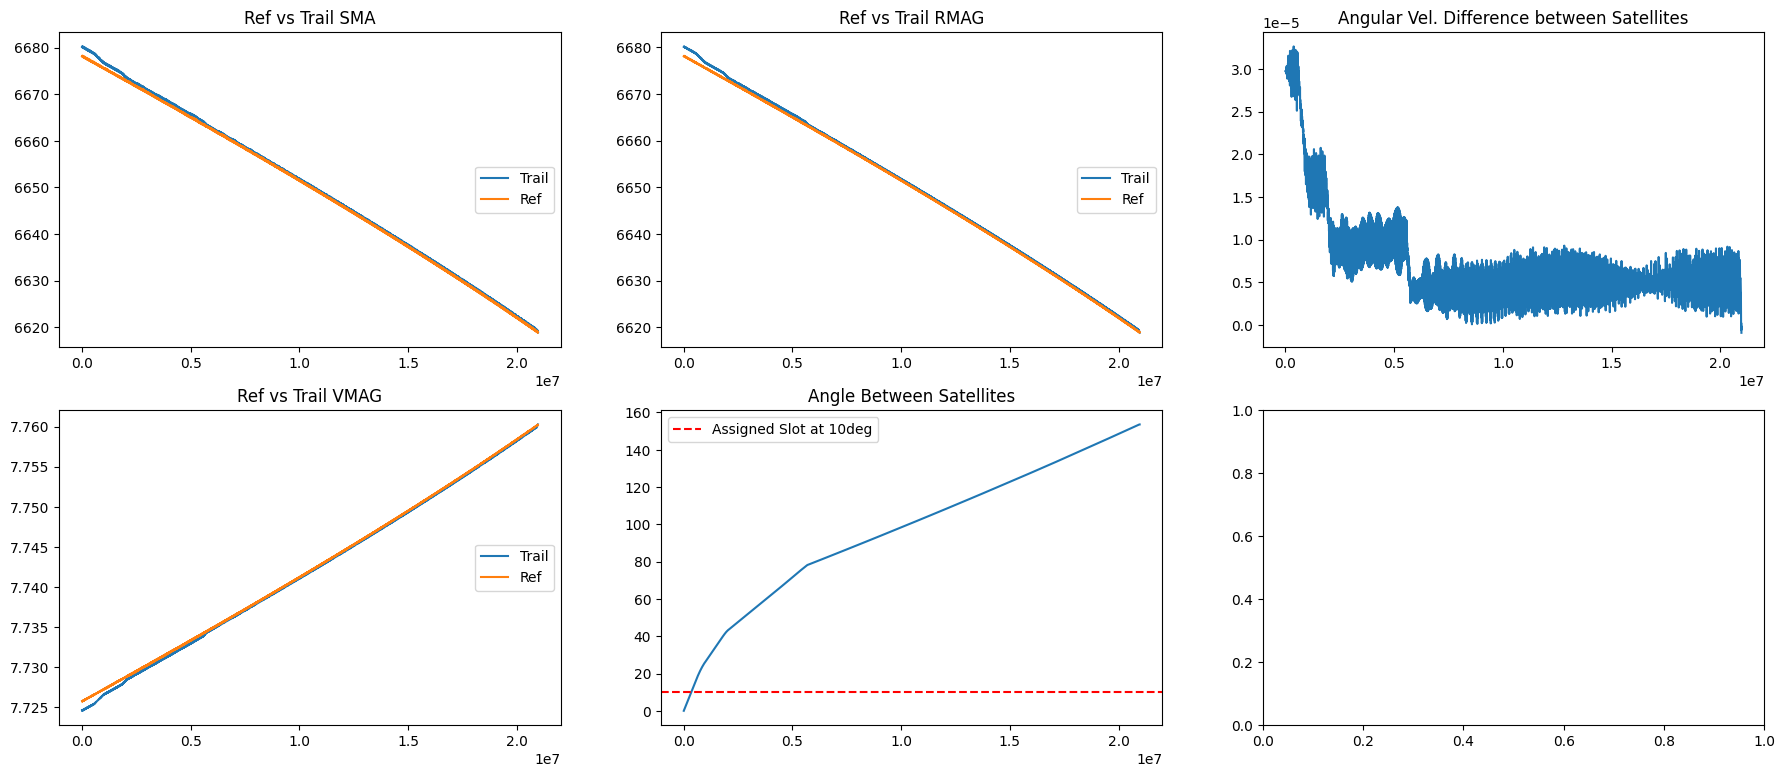 Ref vs Trail SMA
6680
6670
6660
6650
6640
6630
6620
Trail
Ref
0.0 0.5 1.0 1.5 2.0
1e7
Ref vs Trail RMAG
6680
6670
6660
6650
6640
6630
6620
Trail
Ref
0.0 0.5 1.0 1.5 2.0
1e7
Angular Vel. Difference between Satellites
1e−5
3.0
2.5
2.0
1.5
1.0
0.5
0.0
0.0 0.5 1.0 1.5 2.0
1e7
Ref vs Trail VMAG
7.760
7.755
7.750
7.745
7.740
7.735
7.730
7.725
Trail
Ref
0.0 0.5 1.0 1.5 2.0
1e7
Angle Between Satellites
160
140
120
100
80
60
40
20
0
Assigned Slot at 10deg
0.0 0.5 1.0 1.5 2.0
1e7
1.0
0.8
0.6
0.4
0.2
0.0
0.0 0.2 0.4 0.6 0.8 1.0